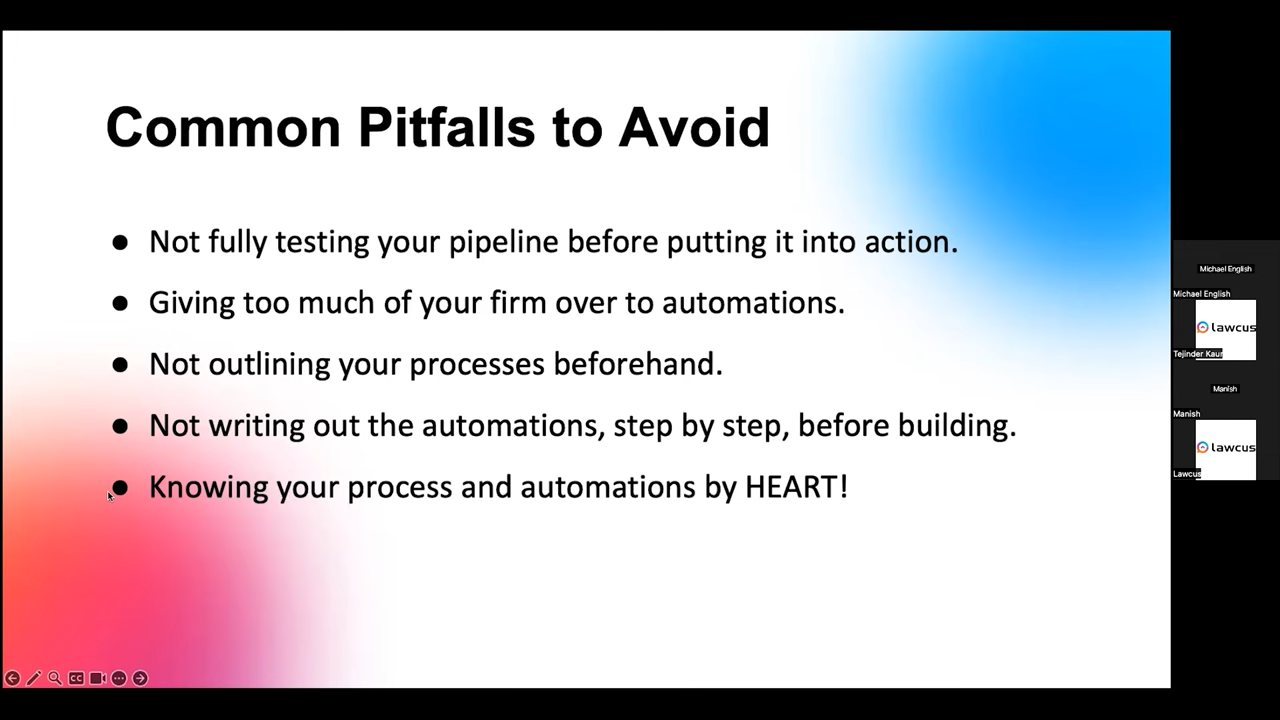 Common Pitfalls to Avoid
● Not fully testing your pipeline before putting it into action.
● Giving too much of your firm over to automations.
● Not outlining your processes beforehand.
● Not writing out the automations, step by step, before building.
● Knowing your process and automations by HEART!
Michael English
Michael English
lawcus
Tejinder Kaur
Manish
Manish
lawcus
Lawcus
CC